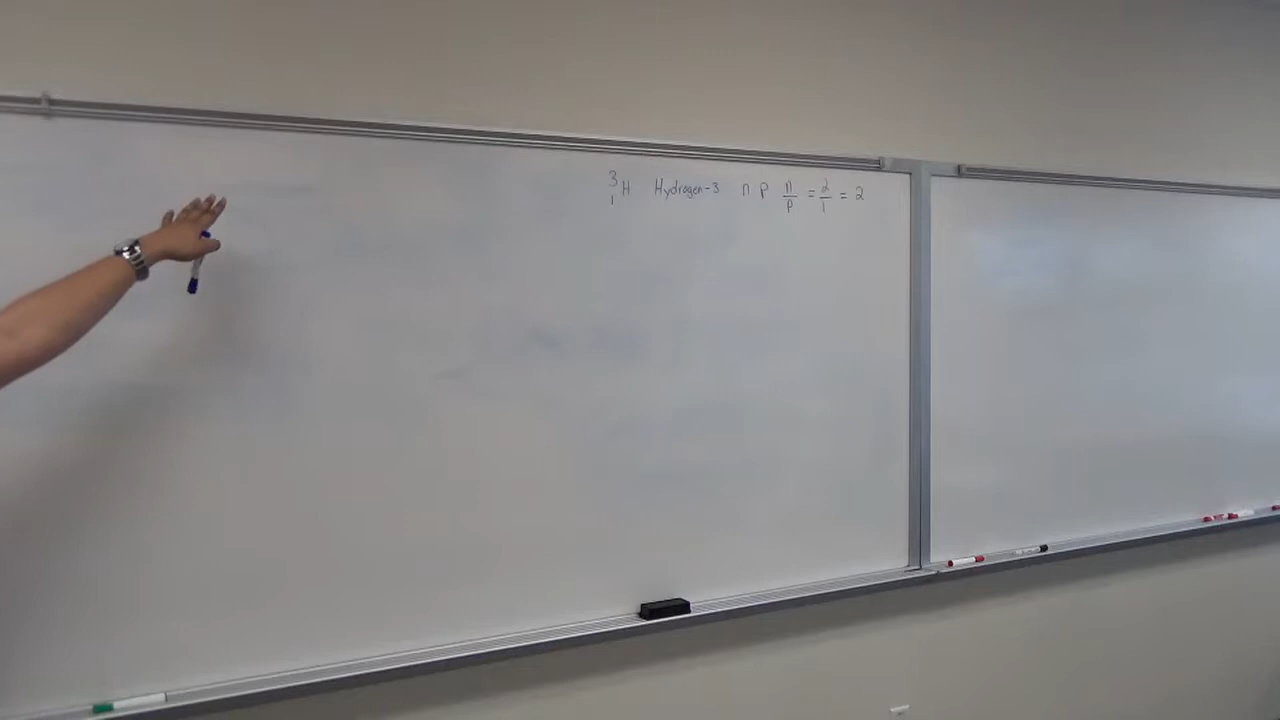 ³₁H Hydrogen-3 n p n/p = 2/1 = 2